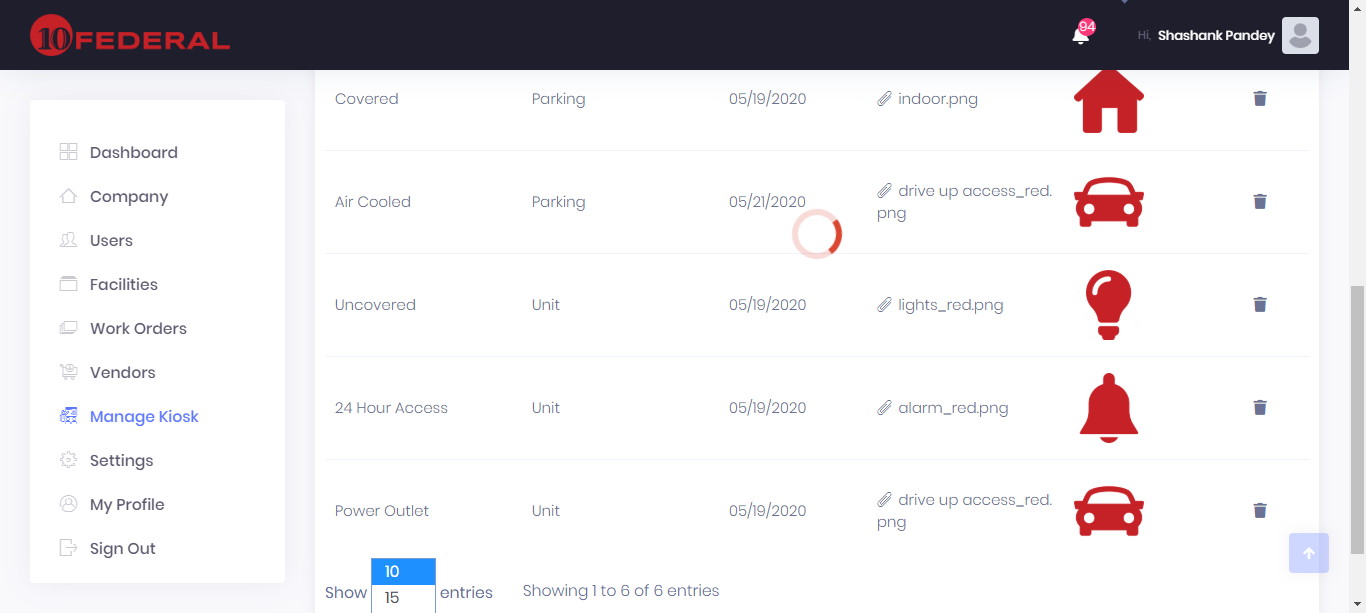 10 FEDERAL
94
Hi, Shashank Pandey
Dashboard
Company
Users
Facilities
Work Orders
Vendors
Manage Kiosk
Settings
My Profile
Sign Out
Covered Parking 05/19/2020 indoor.png
Air Cooled Parking 05/21/2020 drive up access_red.
png
Uncovered Unit 05/19/2020 lights_red.png
24 Hour Access Unit 05/19/2020 alarm_red.png
Power Outlet Unit 05/19/2020 drive up access_red.
png
Show 10 entries Showing 1 to 6 of 6 entries
15